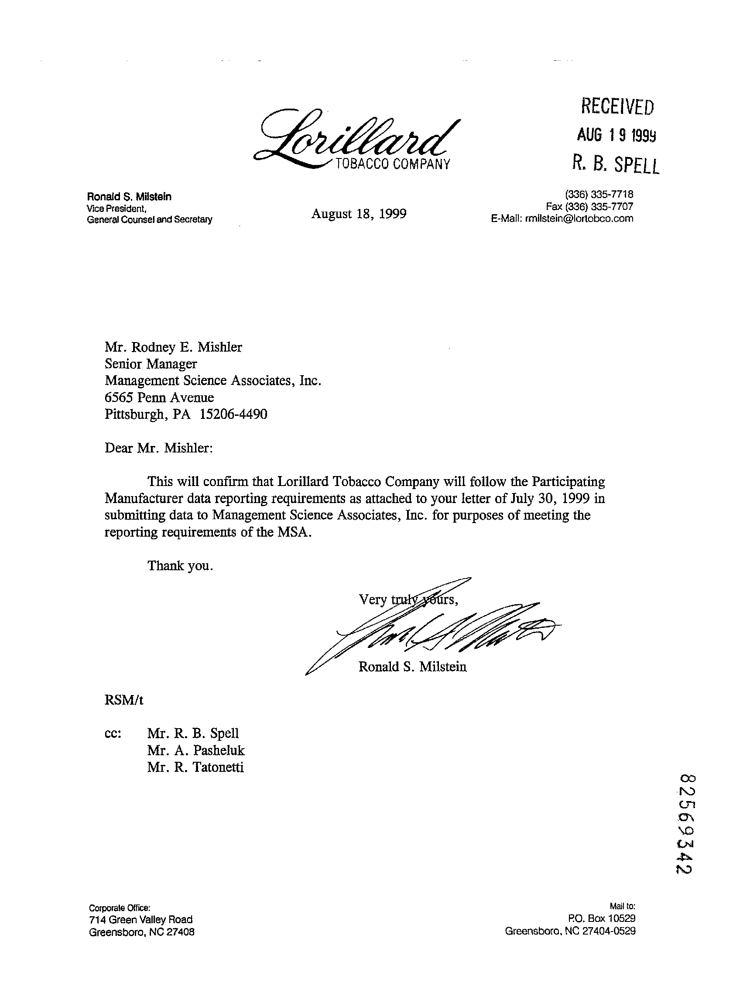 RECEIVED
AUG 19 1999
R. B. SPELL
Lorillard
TOBACCO COMPANY
Ronald S. Milstein
Vice President,
General Counsel and Secretary
August 18, 1999
(336) 335-7718
Fax (336) 335-7707
E-Mail: rmilstein@lortobco.com
Mr. Rodney E. Mishler
Senior Manager
Management Science Associates, Inc.
6565 Penn Avenue
Pittsburgh, PA 15206-4490
Dear Mr. Mishler:
This will confirm that Lorillard Tobacco Company will follow the Participating
Manufacturer data reporting requirements as attached to your letter of July 30, 1999 in
submitting data to Management Science Associates, Inc. for purposes of meeting the
reporting requirements of the MSA.
Thank you.
Very truly yours,
Ronald S. Milstein
RSM/t
cc: Mr. R. B. Spell
Mr. A. Pasheluk
Mr. R. Tatonetti
82569342
Corporate Office:
714 Green Valley Road
Greensboro, NC 27408
Mail to:
P.O. Box 10529
Greensboro, NC 27404-0529